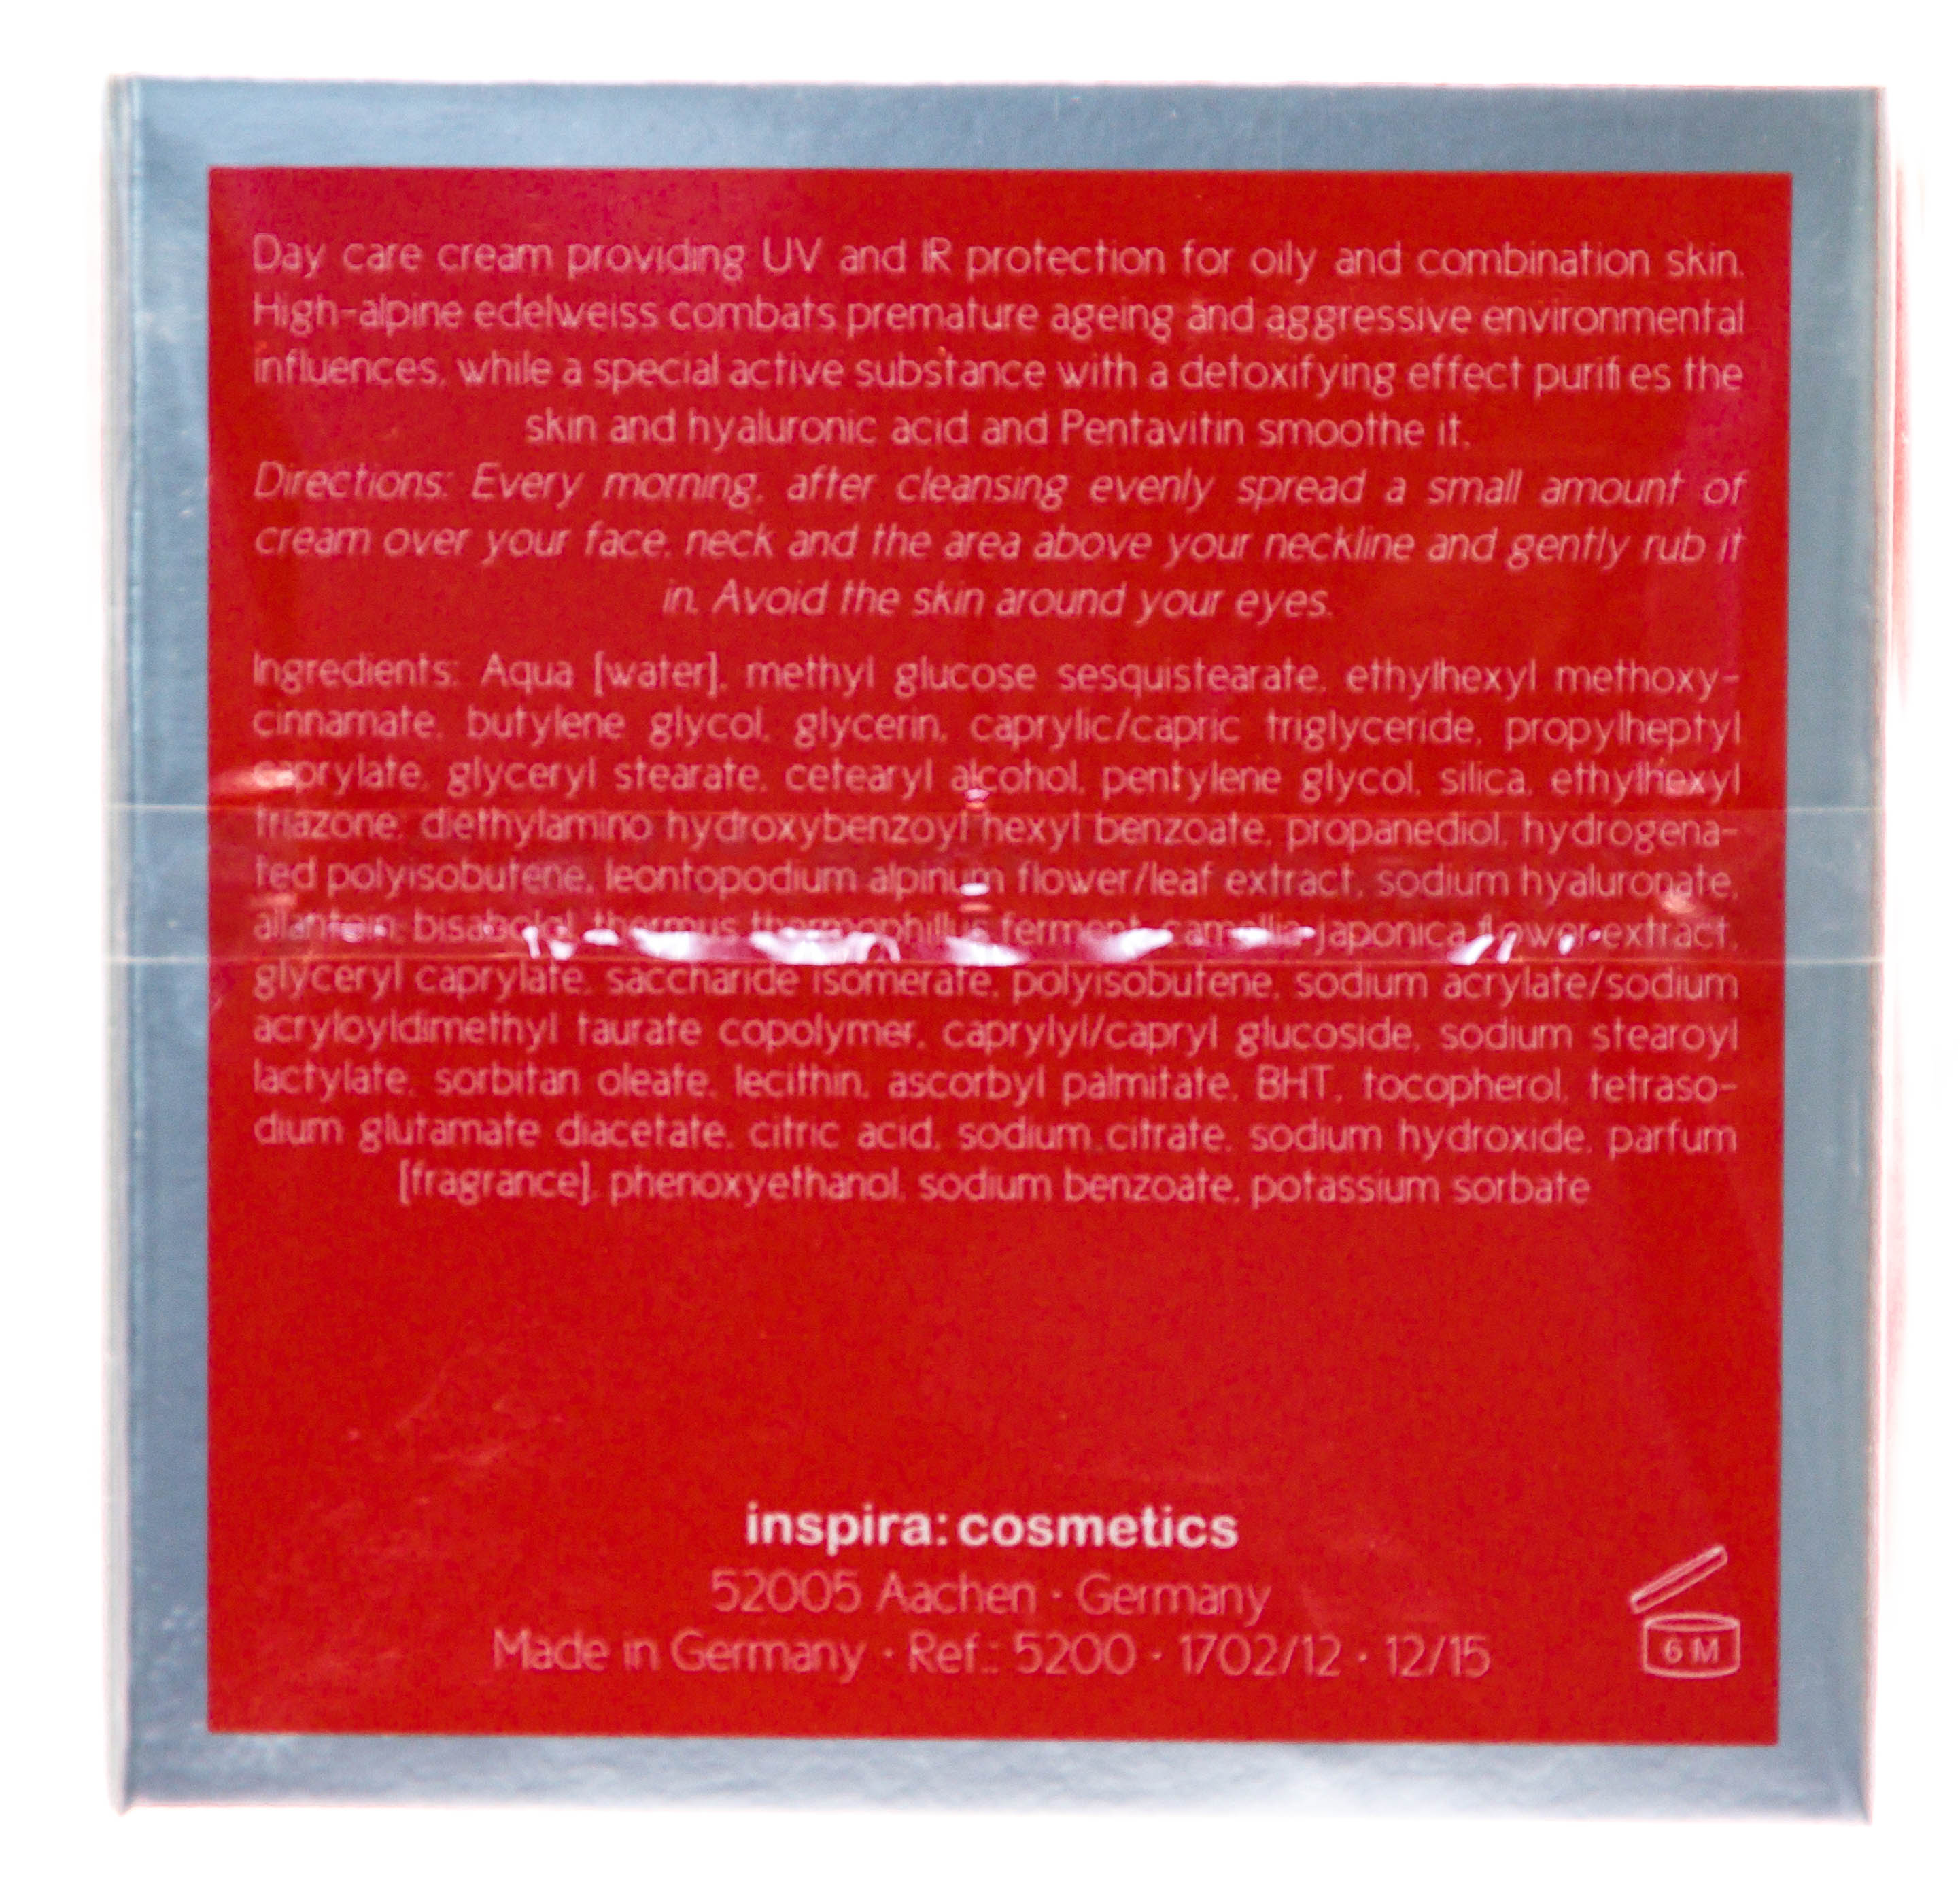 Day care cream providing UV and IR protection for oily and combination skin.
High-alpine edelweiss combats premature ageing and aggressive environmental
influences, while a special active substance with a detoxifying effect purifies the
skin and hyaluronic acid and Pentavitin smoothe it.
Directions: Every morning, after cleansing evenly spread a small amount of
cream over your face, neck and the area above your neckline and gently rub it
in. Avoid the skin around your eyes.
Ingredients: Aqua [water], methyl glucose sesquistearate, ethylhexyl methoxy-
cinnamate, butylene glycol, glycerin, caprylic/capric triglyceride, propylheptyl
caprylate, glyceryl stearate, cetearyl alcohol, pentylene glycol, silica, ethylhexyl
triazone, diethylamino hydroxybenzoyl hexyl benzoate, propanediol, hydrogena-
ted polyisobutene, leontopodium alpinum flower/leaf extract, sodium hyaluronate,
allantoin, bisabolol, thermus thermophillus ferment, camellia japonica flower extract,
glyceryl caprylate, saccharide isomerate, polyisobutene, sodium acrylate/sodium
acryloyldimethyl taurate copolymer, caprylyl/capryl glucoside, sodium stearoyl
lactylate, sorbitan oleate, lecithin, ascorbyl palmitate, BHT, tocopherol, tetraso-
dium glutamate diacetate, citric acid, sodium citrate, sodium hydroxide, parfum
[fragrance], phenoxyethanol, sodium benzoate, potassium sorbate
inspira: cosmetics
52005 Aachen · Germany
Made in Germany · Ref.: 5200 · 1702/12 · 12/15
6 M